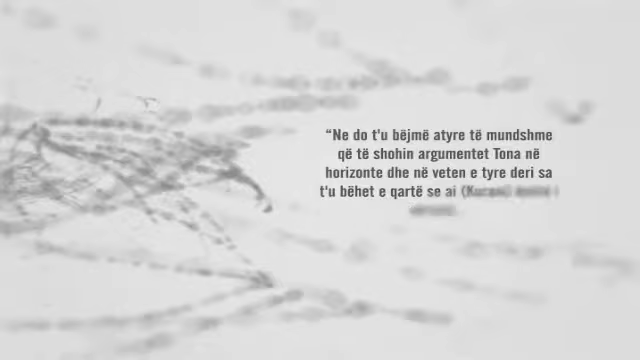 “Ne do t'u bëjmë atyre të mundshme
që të shohin argumentet Tona në
horizonte dhe në veten e tyre deri sa
t'u bëhet e qartë se ai (Kurani)